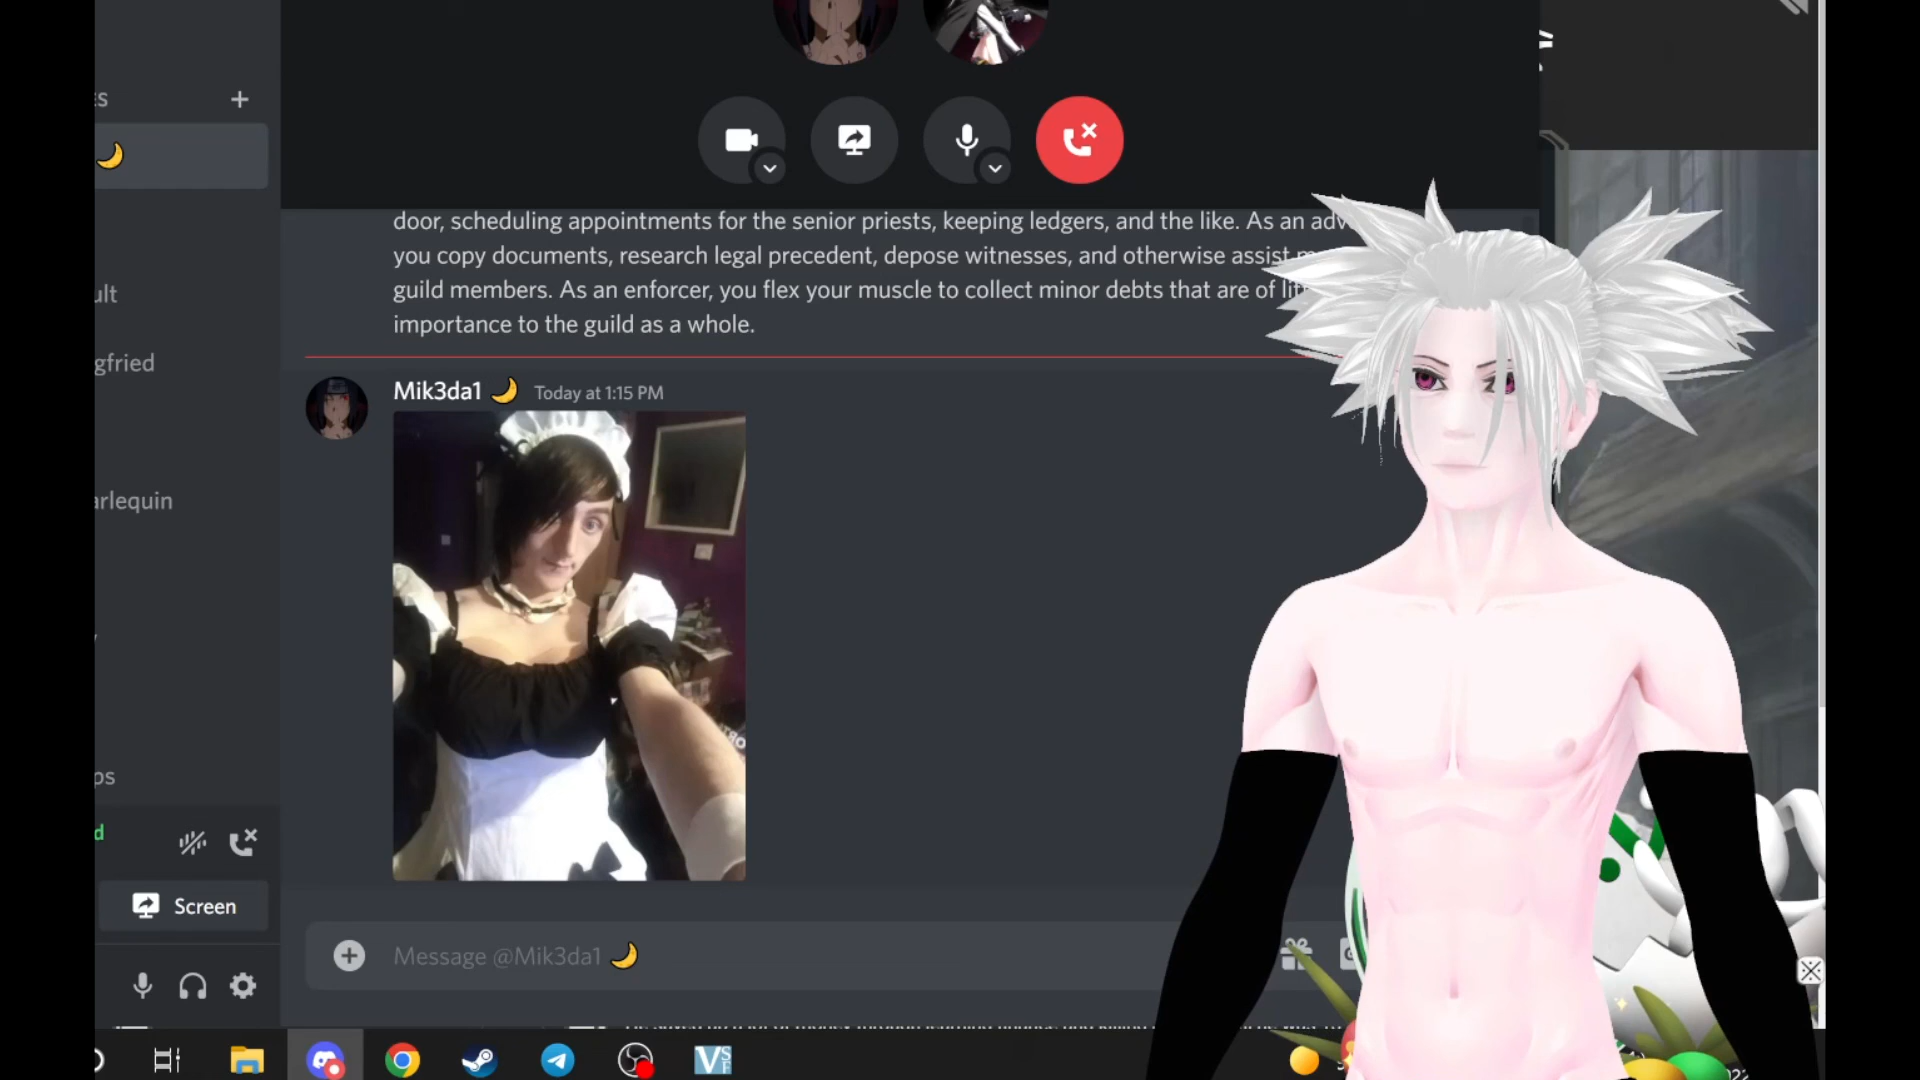 door, scheduling appointments for the senior priests, keeping ledgers, and the like. As an
you copy documents, research legal precedent, depose witnesses, and otherwise assist
guild members. As an enforcer, you flex your muscle to collect minor debts that are of
importance to the guild as a whole.
Mik3da1 🌙 Today at 1:15 PM
gfried
arlequin
Screen
Message @Mik3da1 🌙